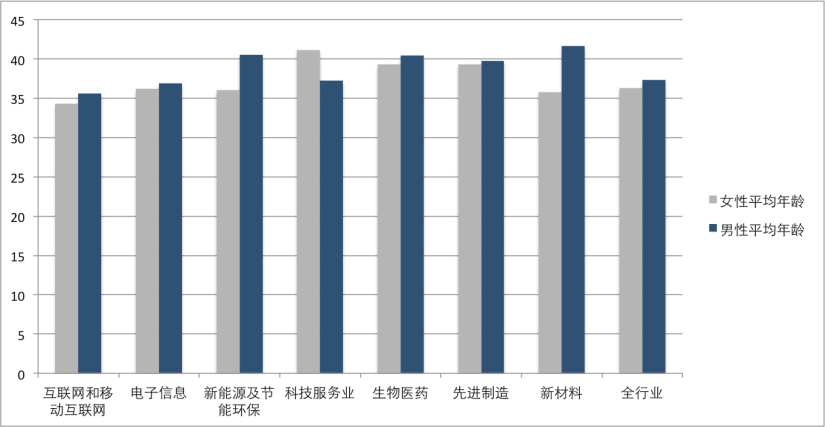 45
40
35
30
25
20
15
10
5
0
互联网和移
动互联网
电子信息
新能源及节
能环保
科技服务业
生物医药
先进制造
新材料
全行业
女性平均年龄
男性平均年龄